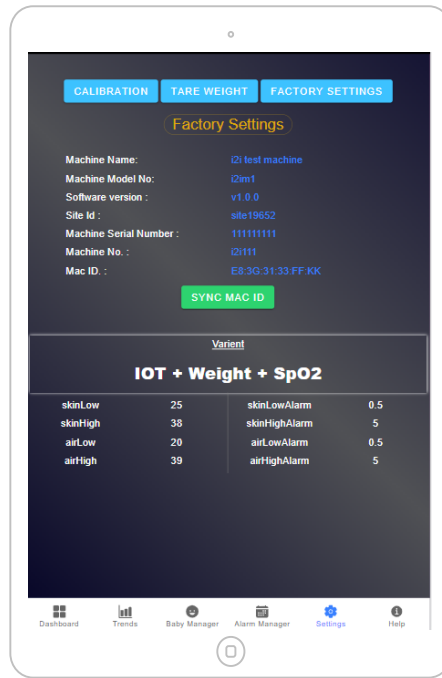 CALIBRATION TARE WEIGHT FACTORY SETTINGS
Factory Settings
Machine Name: i2i test machine
Machine Model No: i2im1
Software version : v1.0.0
Site Id : site19652
Machine Serial Number : 111111111
Machine No. : i2i111
Mac ID. : E8:3G:31:33:FF:KK
SYNC MAC ID
Varient
IOT + Weight + SpO2
skinLow 25 skinLowAlarm 0.5
skinHigh 38 skinHighAlarm 5
airLow 20 airLowAlarm 0.5
airHigh 39 airHighAlarm 5
Dashboard Trends Baby Manager Alarm Manager Settings Help